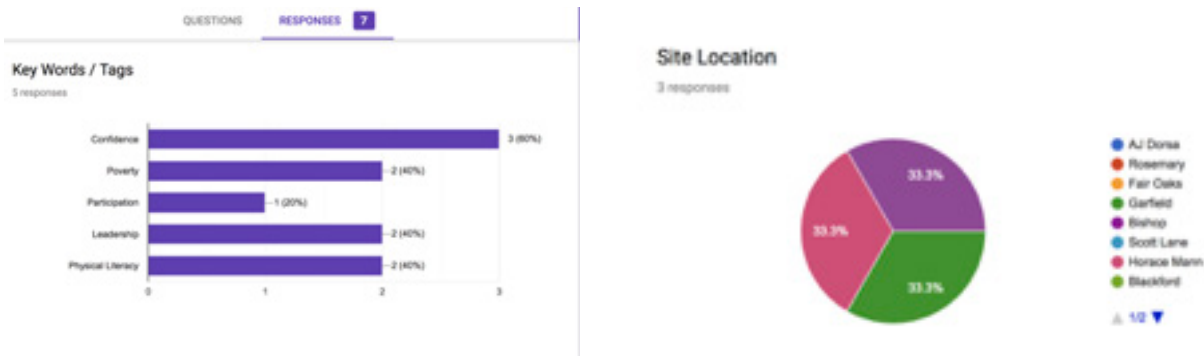 QUESTIONS RESPONSES 7
Key Words / Tags
5 responses
Confidence 3 (60%)
Poverty 2 (40%)
Participation 1 (20%)
Leadership 2 (40%)
Physical Literacy 2 (40%)
0 1 2 3
Site Location
3 responses
33.3%
33.3%
33.3%
AJ Dorsa
Rosemary
Fair Oaks
Garfield
Bishop
Scott Lane
Horace Mann
Blackford
1/2